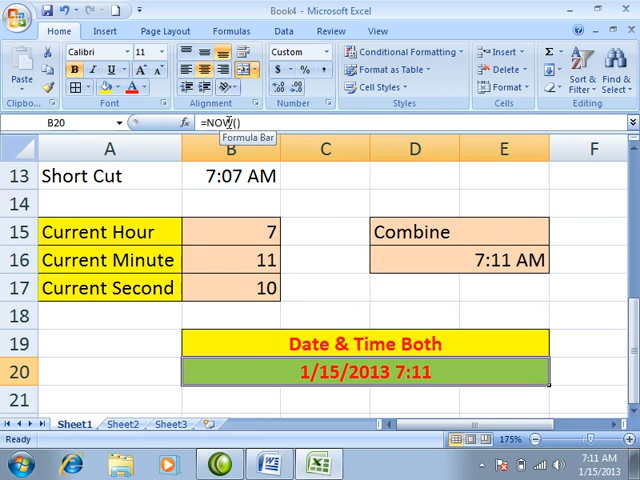 Book4 - Microsoft Excel
Home Insert Page Layout Formulas Data Review View
Paste
Clipboard
Calibri 11
B I U A A
Font
Alignment
Custom
$ % ,
Number
Conditional Formatting
Format as Table
Cell Styles
Styles
Insert
Delete
Format
Cells
Σ
Sort & Filter
Find & Select
Editing
B20 fx =NOW()
Formula Bar
A B C D E F
13 Short Cut 7:07 AM
14
15 Current Hour 7 Combine
16 Current Minute 11 7:11 AM
17 Current Second 10
18
19 Date & Time Both
20 1/15/2013 7:11
21
Sheet1 Sheet2 Sheet3
Ready 175%
7:11 AM
1/15/2013